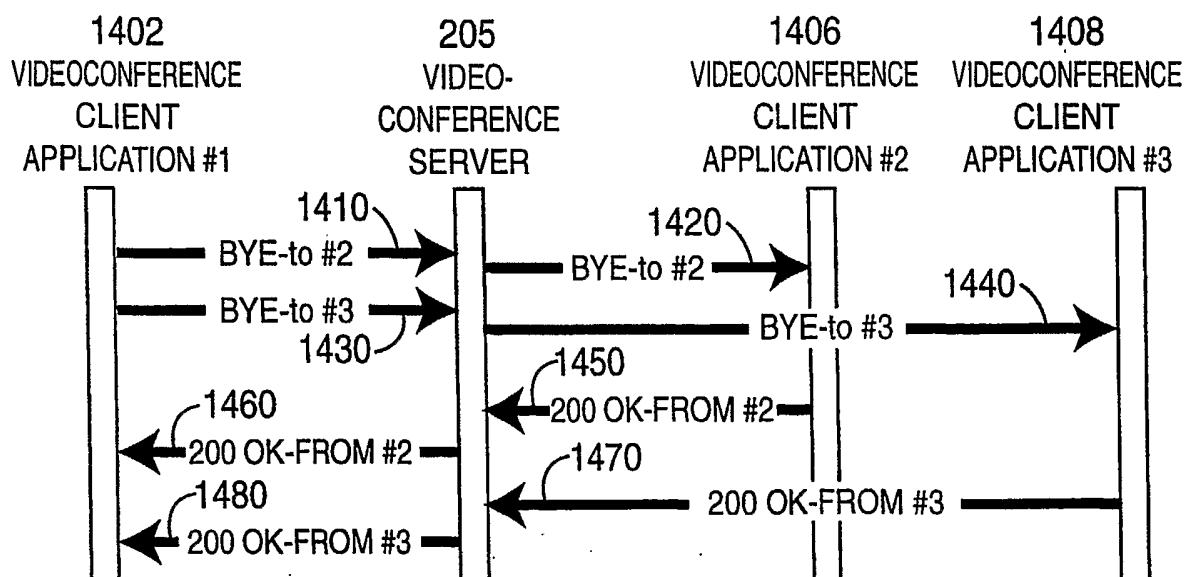 1402
VIDEOCONFERENCE
CLIENT
APPLICATION #1
205
VIDEO-
CONFERENCE
SERVER
1406
VIDEOCONFERENCE
CLIENT
APPLICATION #2
1408
VIDEOCONFERENCE
CLIENT
APPLICATION #3
1410
BYE-to #2
1420
BYE-to #2
BYE-to #3
1430
1440
BYE-to #3
1450
200 OK-FROM #2
1460
200 OK-FROM #2
1470
200 OK-FROM #3
1480
200 OK-FROM #3